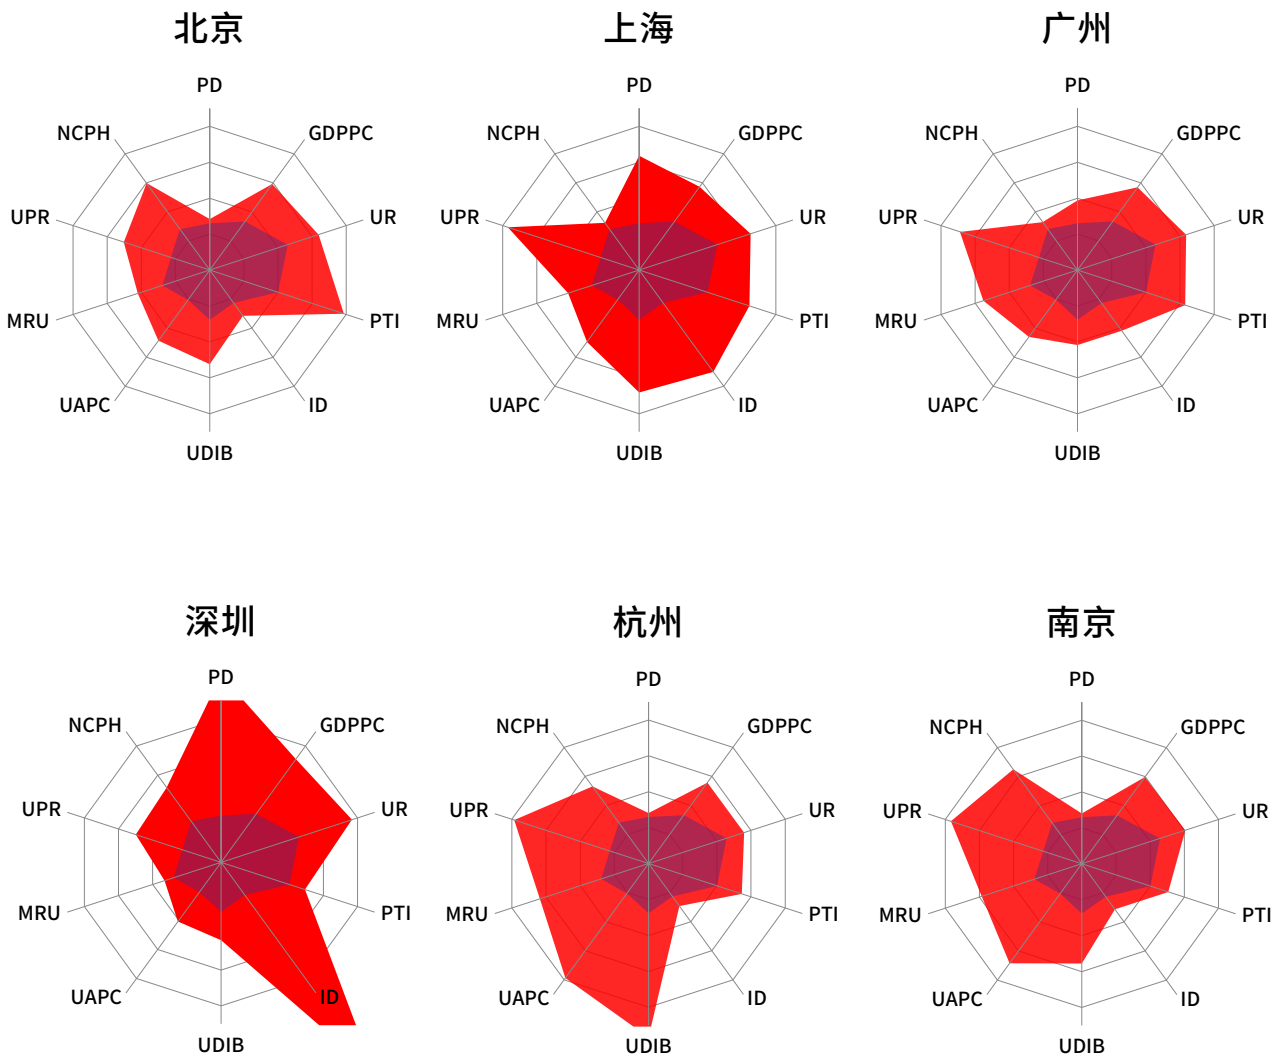 北京
PD
GDPPC
UR
PTI
ID
UDIB
UAPC
MRU
UPR
NCPH
上海
PD
GDPPC
UR
PTI
ID
UDIB
UAPC
MRU
UPR
NCPH
广州
PD
GDPPC
UR
PTI
ID
UDIB
UAPC
MRU
UPR
NCPH
深圳
PD
GDPPC
UR
PTI
ID
UDIB
UAPC
MRU
UPR
NCPH
杭州
PD
GDPPC
UR
PTI
ID
UDIB
UAPC
MRU
UPR
NCPH
南京
PD
GDPPC
UR
PTI
ID
UDIB
UAPC
MRU
UPR
NCPH